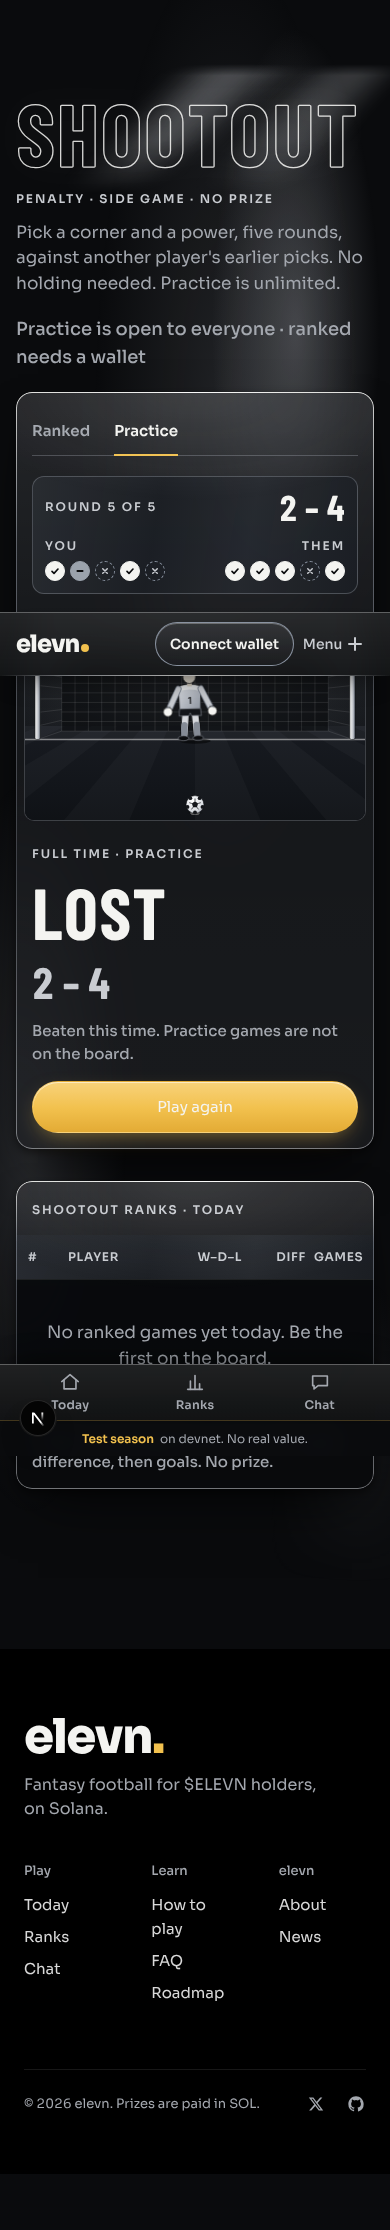 SHOOTOUT
PENALTY · SIDE GAME · NO PRIZE
Pick a corner and a power, five rounds,
against another player's earlier picks. No
holding needed. Practice is unlimited.
Practice is open to everyone · ranked
needs a wallet
Ranked Practice
ROUND 5 OF 5 2 – 4
YOU THEM
elevn. Connect wallet Menu
1
FULL TIME · PRACTICE
LOST
2 – 4
Beaten this time. Practice games are not
on the board.
Play again
SHOOTOUT RANKS · TODAY
# PLAYER W–D–L DIFF GAMES
No ranked games yet today. Be the
first on the board.
Today Ranks Chat
N
Test season on devnet. No real value.
difference, then goals. No prize.
elevn.
Fantasy football for $ELEVN holders,
on Solana.
Play Learn elevn
Today How to play About
Ranks FAQ News
Chat Roadmap
© 2026 elevn. Prizes are paid in SOL.